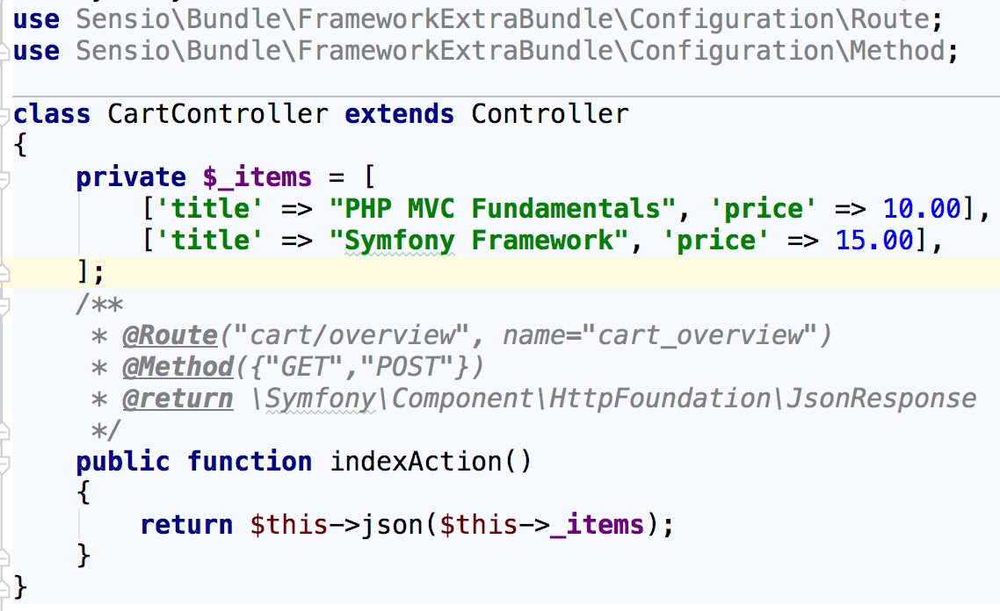 use Sensio\Bundle\FrameworkExtraBundle\Configuration\Route;
use Sensio\Bundle\FrameworkExtraBundle\Configuration\Method;
class CartController extends Controller
{
    private $_items = [
        ['title' => "PHP MVC Fundamentals", 'price' => 10.00],
        ['title' => "Symfony Framework", 'price' => 15.00],
    ];
    /**
     * @Route("cart/overview", name="cart_overview")
     * @Method({"GET","POST"})
     * @return \Symfony\Component\HttpFoundation\JsonResponse
     */
    public function indexAction()
    {
        return $this->json($this->_items);
    }
}